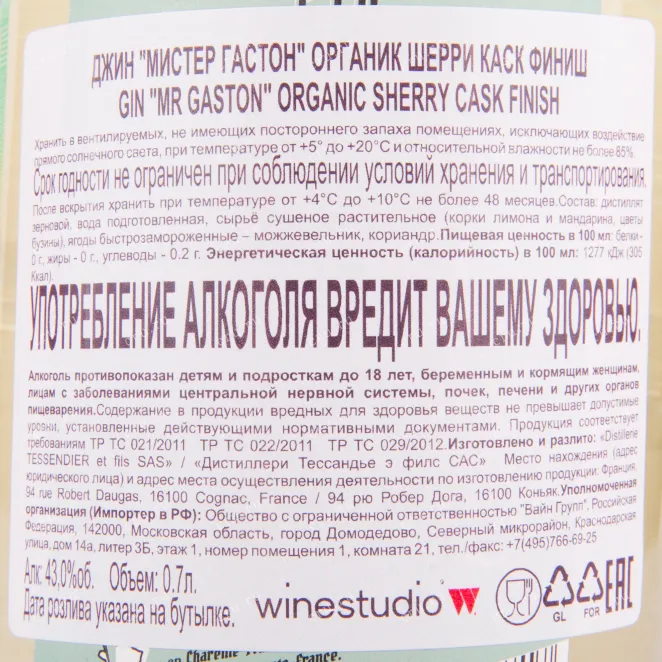 ДЖИН "МИСТЕР ГАСТОН" ОРГАНИК ШЕРРИ КАСК ФИНИШ
GIN "MR GASTON" ORGANIC SHERRY CASK FINISH
Хранить в вентилируемых, не имеющих постороннего запаха помещениях, исключающих воздействие
прямого солнечного света, при температуре от +5° до +20°С и относительной влажности не более 85%.
Срок годности не ограничен при соблюдении условий хранения и транспортирования.
После вскрытия хранить при температуре от +4°С до +10°С не более 48 месяцев.Состав: дистиллят
зерновой, вода подготовленная, сырьё сушеное растительное (корки лимона и мандарина, цветы
бузины), ягоды быстрозамороженные – можжевельник, кориандр.Пищевая ценность в 100 мл: белки-
0 г., жиры - 0 г., углеводы - 0.2 г. Энергетическая ценность (калорийность) в 100 мл: 1277 кДж (305
Ккал).
УПОТРЕБЛЕНИЕ АЛКОГОЛЯ ВРЕДИТ ВАШЕМУ ЗДОРОВЬЮ.
Алкоголь противопоказан детям и подросткам до 18 лет, беременным и кормящим женщинам,
лицам с заболеваниями центральной нервной системы, почек, печени и других органов
пищеварения.Содержание в продукции вредных для здоровья веществ не превышает допустимые
уровни, установленные действующими нормативными документами. Продукция соответствует
требованиям ТР ТС 021/2011 ТР ТС 022/2011 ТР ТС 029/2012.Изготовлено и разлито: «Distillerie
TESSENDIER et fils SAS» / «Дистиллери Тессандье э филс САС» Место нахождения (адрес
юридического лица) и адрес места осуществления деятельности по изготовлению продукции: Франция,
94 rue Robert Daugas, 16100 Cognac, France / 94 рю Робер Дога, 16100 Коньяк.Уполномоченная
организация (Импортер в РФ): Общество с ограниченной ответственностью "Вайн Групп", Российская
Федерация, 142000, Московская область, город Домодедово, Северный микрорайон, Краснодарская
улица, дом 14а, литер 3Б, этаж 1, номер помещения 1, комната 21, тел./факс: +7(495)766-69-25
Алк: 43,0%об. Объем: 0,7л.
Дата розлива указана на бутылке.
winestudio W
GL
FOR
EAC
en Charente
France.